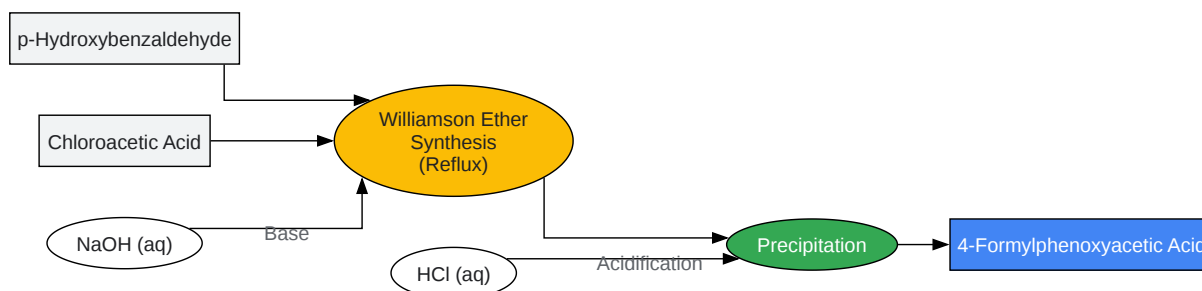 p-Hydroxybenzaldehyde
Chloroacetic Acid
Williamson Ether
Synthesis
(Reflux)
NaOH (aq)
Base
HCl (aq)
Acidification
Precipitation
4-Formylphenoxyacetic Acid